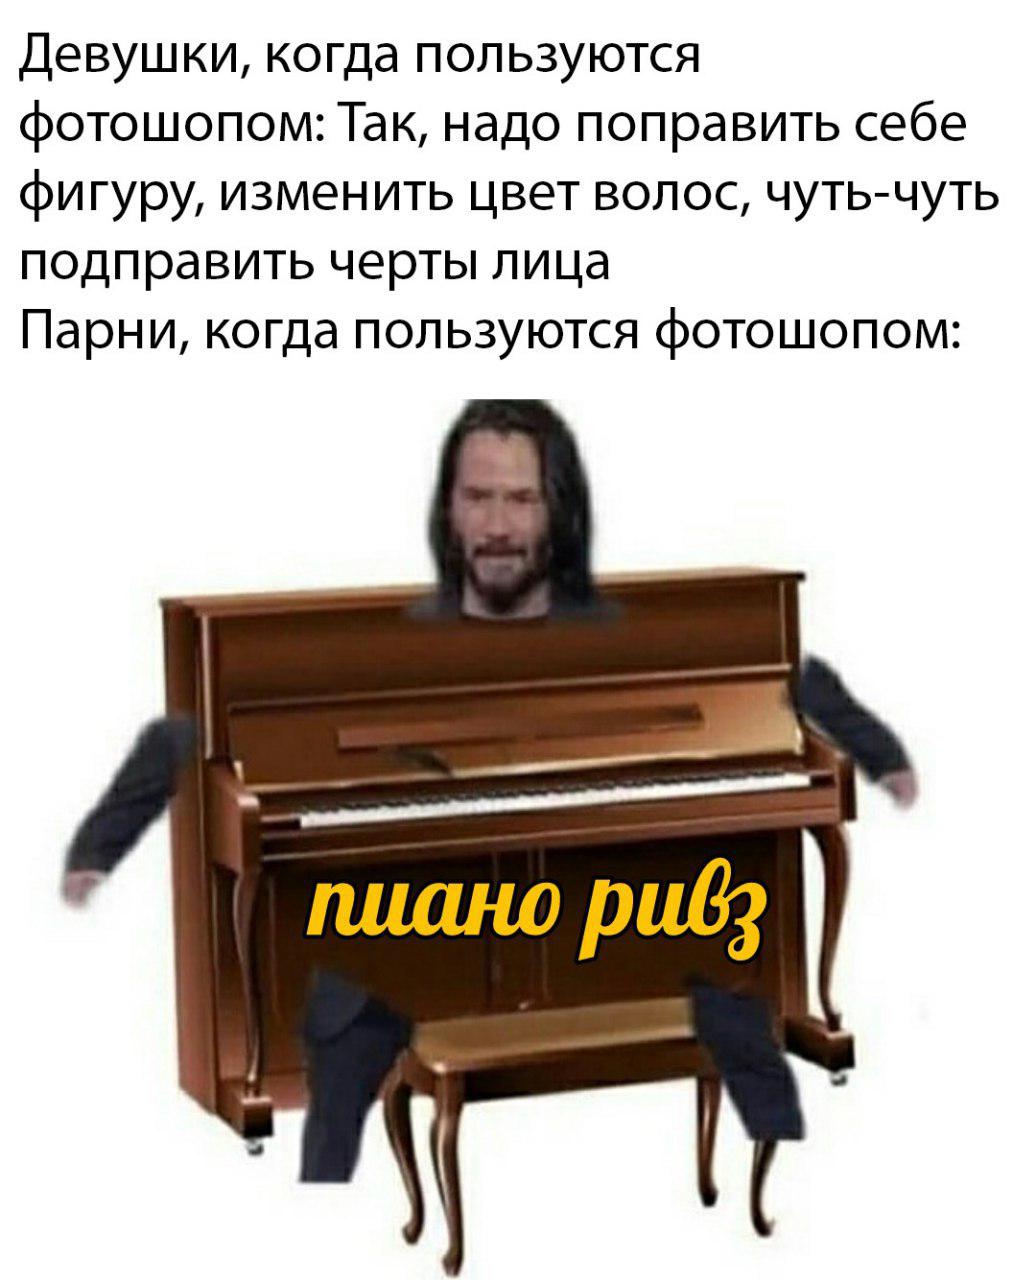 Девушки, когда пользуются
фотошопом: Так, надо поправить себе
фигуру, изменить цвет волос, чуть-чуть
подправить черты лица
Парни, когда пользуются фотошопом:
пиано ривз